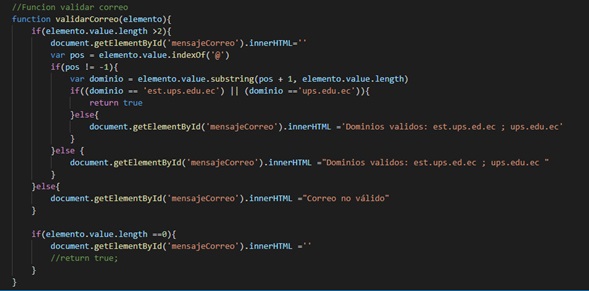 //Funcion validar correo
function validarCorreo(elemento){
    if(elemento.value.length >2){
        document.getElementById('mensajeCorreo').innerHTML=''
        var pos = elemento.value.indexOf('@')
        if(pos != -1){
            var dominio = elemento.value.substring(pos + 1, elemento.value.length)
            if((dominio == 'est.ups.edu.ec') || (dominio =='ups.edu.ec')){
                return true
            }else{
                document.getElementById('mensajeCorreo').innerHTML ='Dominios validos: est.ups.ed.ec ; ups.edu.ec'
            }
        }else {
            document.getElementById('mensajeCorreo').innerHTML ="Dominios validos: est.ups.ed.ec ; ups.edu.ec "
        }
    }else{
        document.getElementById('mensajeCorreo').innerHTML ="Correo no válido"
    }
    if(elemento.value.length ==0){
        document.getElementById('mensajeCorreo').innerHTML =''
        //return true;
    }
}